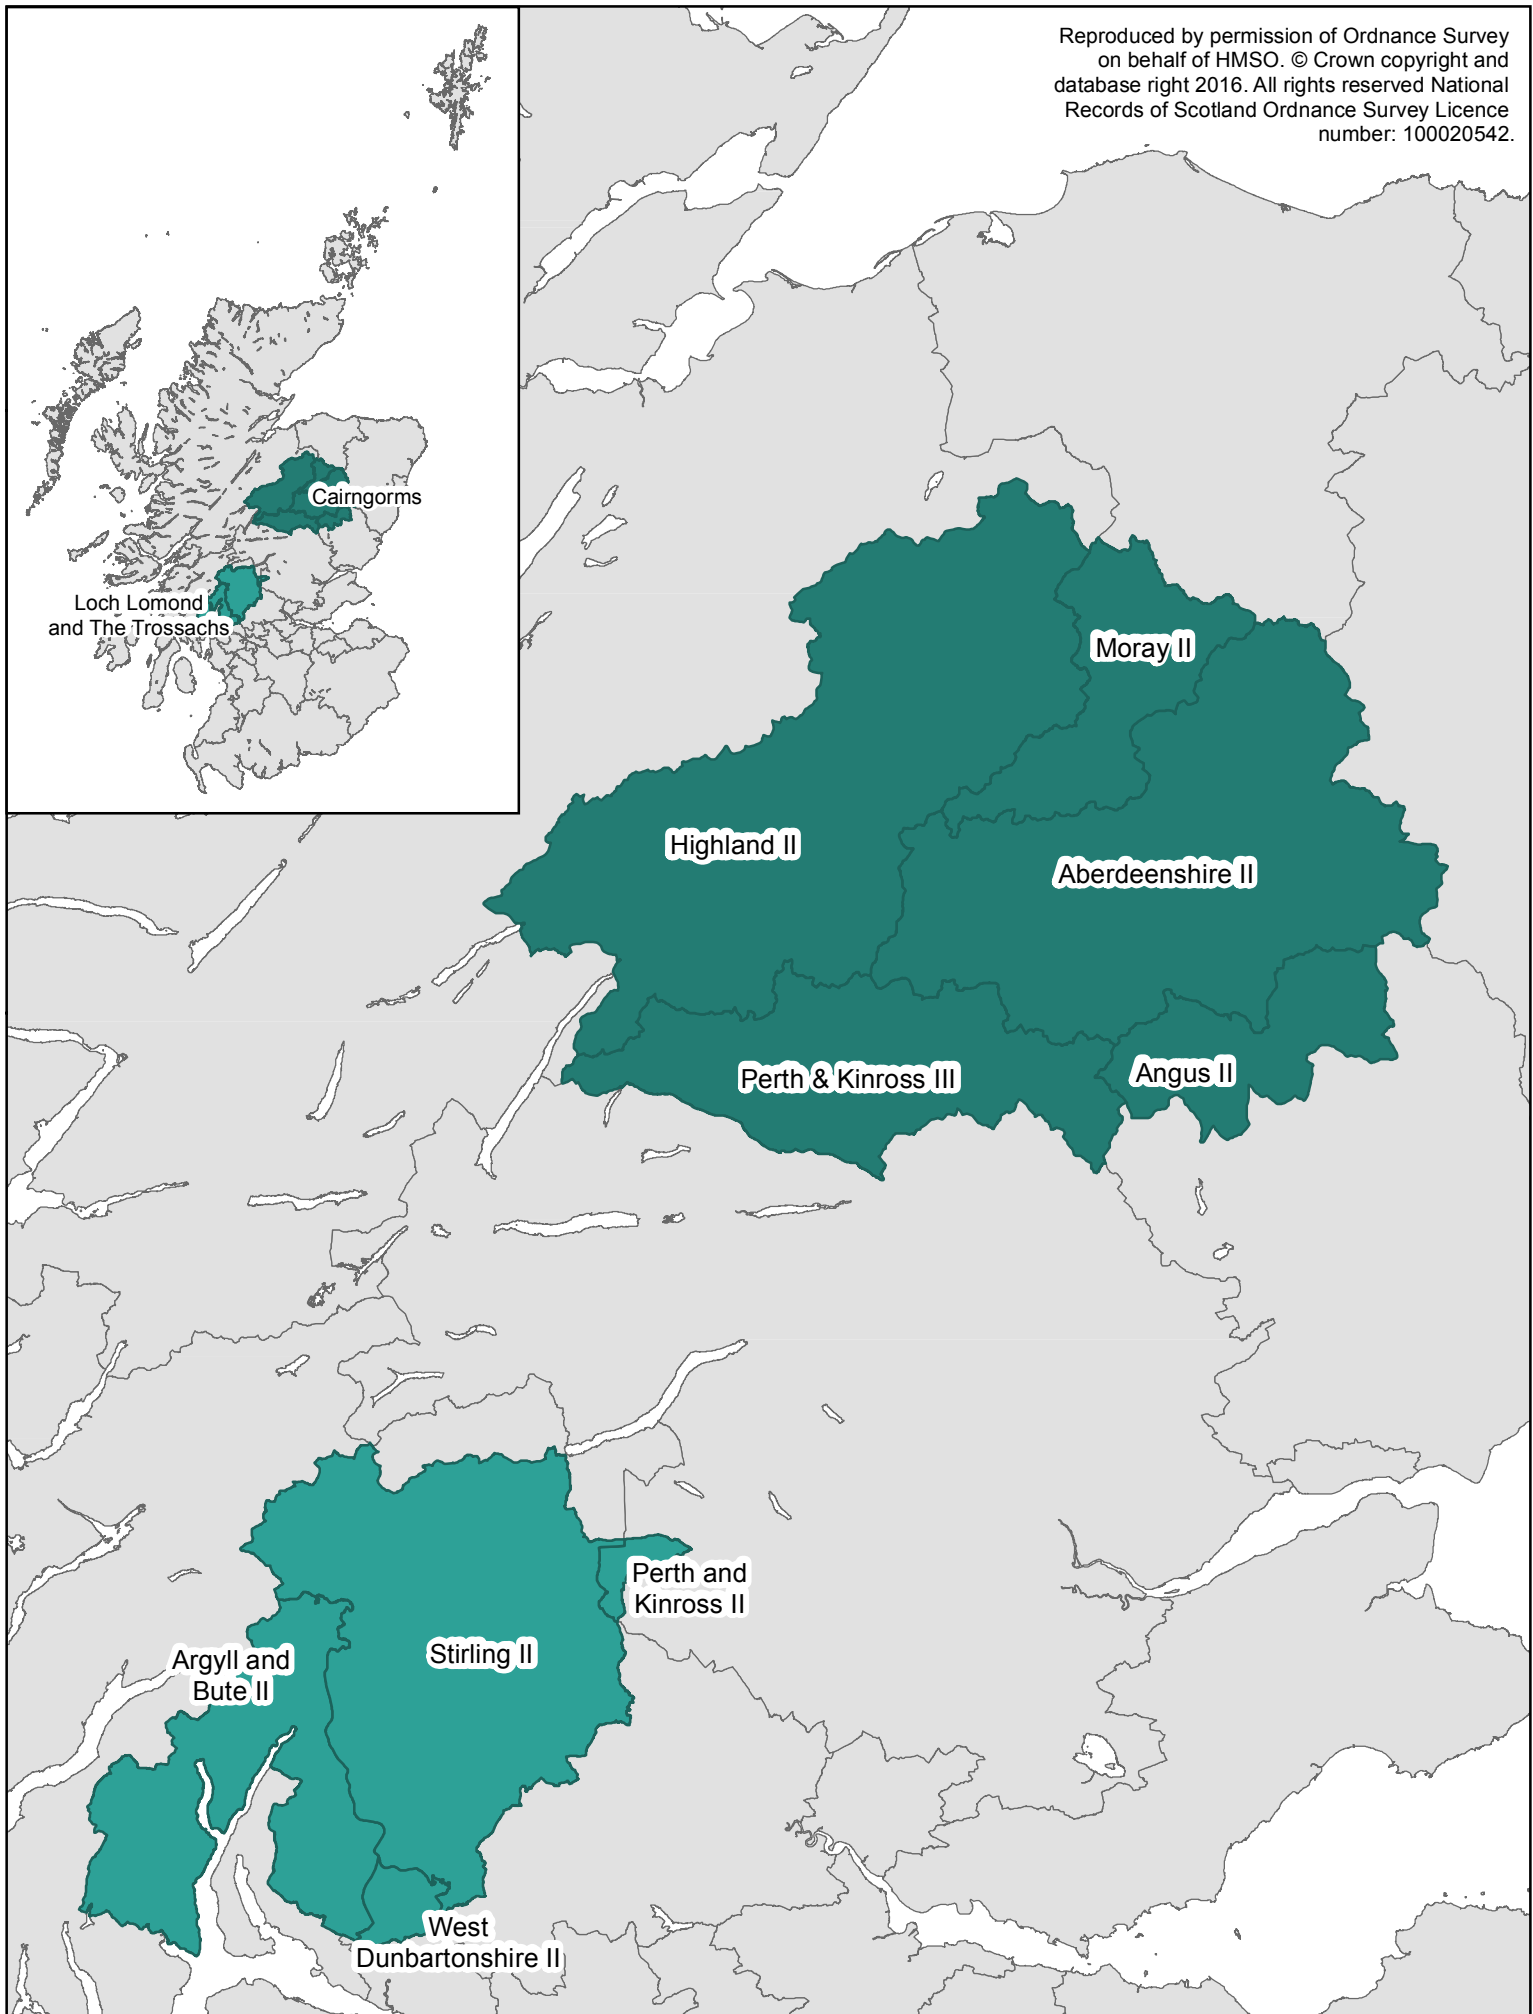 Reproduced by permission of Ordnance Survey
on behalf of HMSO. © Crown copyright and
database right 2016. All rights reserved National
Records of Scotland Ordnance Survey Licence
number: 100020542.
Cairngorms
Loch Lomond
and The Trossachs
Moray II
Highland II
Aberdeenshire II
Perth & Kinross III
Angus II
Perth and
Kinross II
Stirling II
Argyll and
Bute II
West
Dunbartonshire II